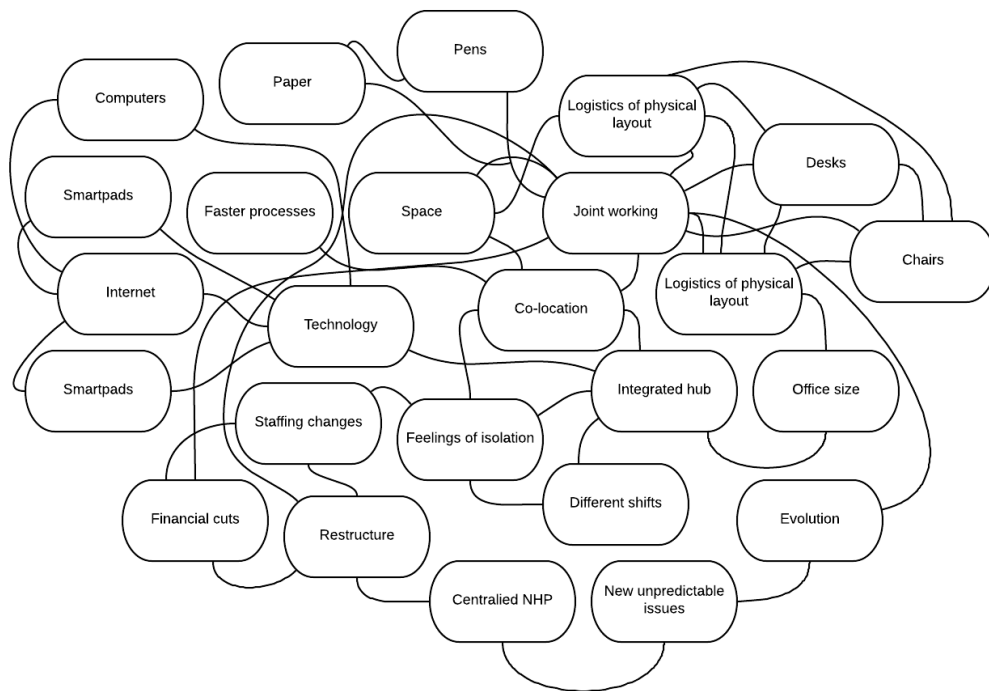 Pens
Paper
Computers
Logistics of physical
layout
Desks
Smartpads
Faster processes
Space
Joint working
Chairs
Internet
Logistics of physical
layout
Co-location
Technology
Smartpads
Integrated hub
Office size
Staffing changes
Feelings of isolation
Different shifts
Financial cuts
Restructure
Evolution
Centralied NHP
New unpredictable
issues